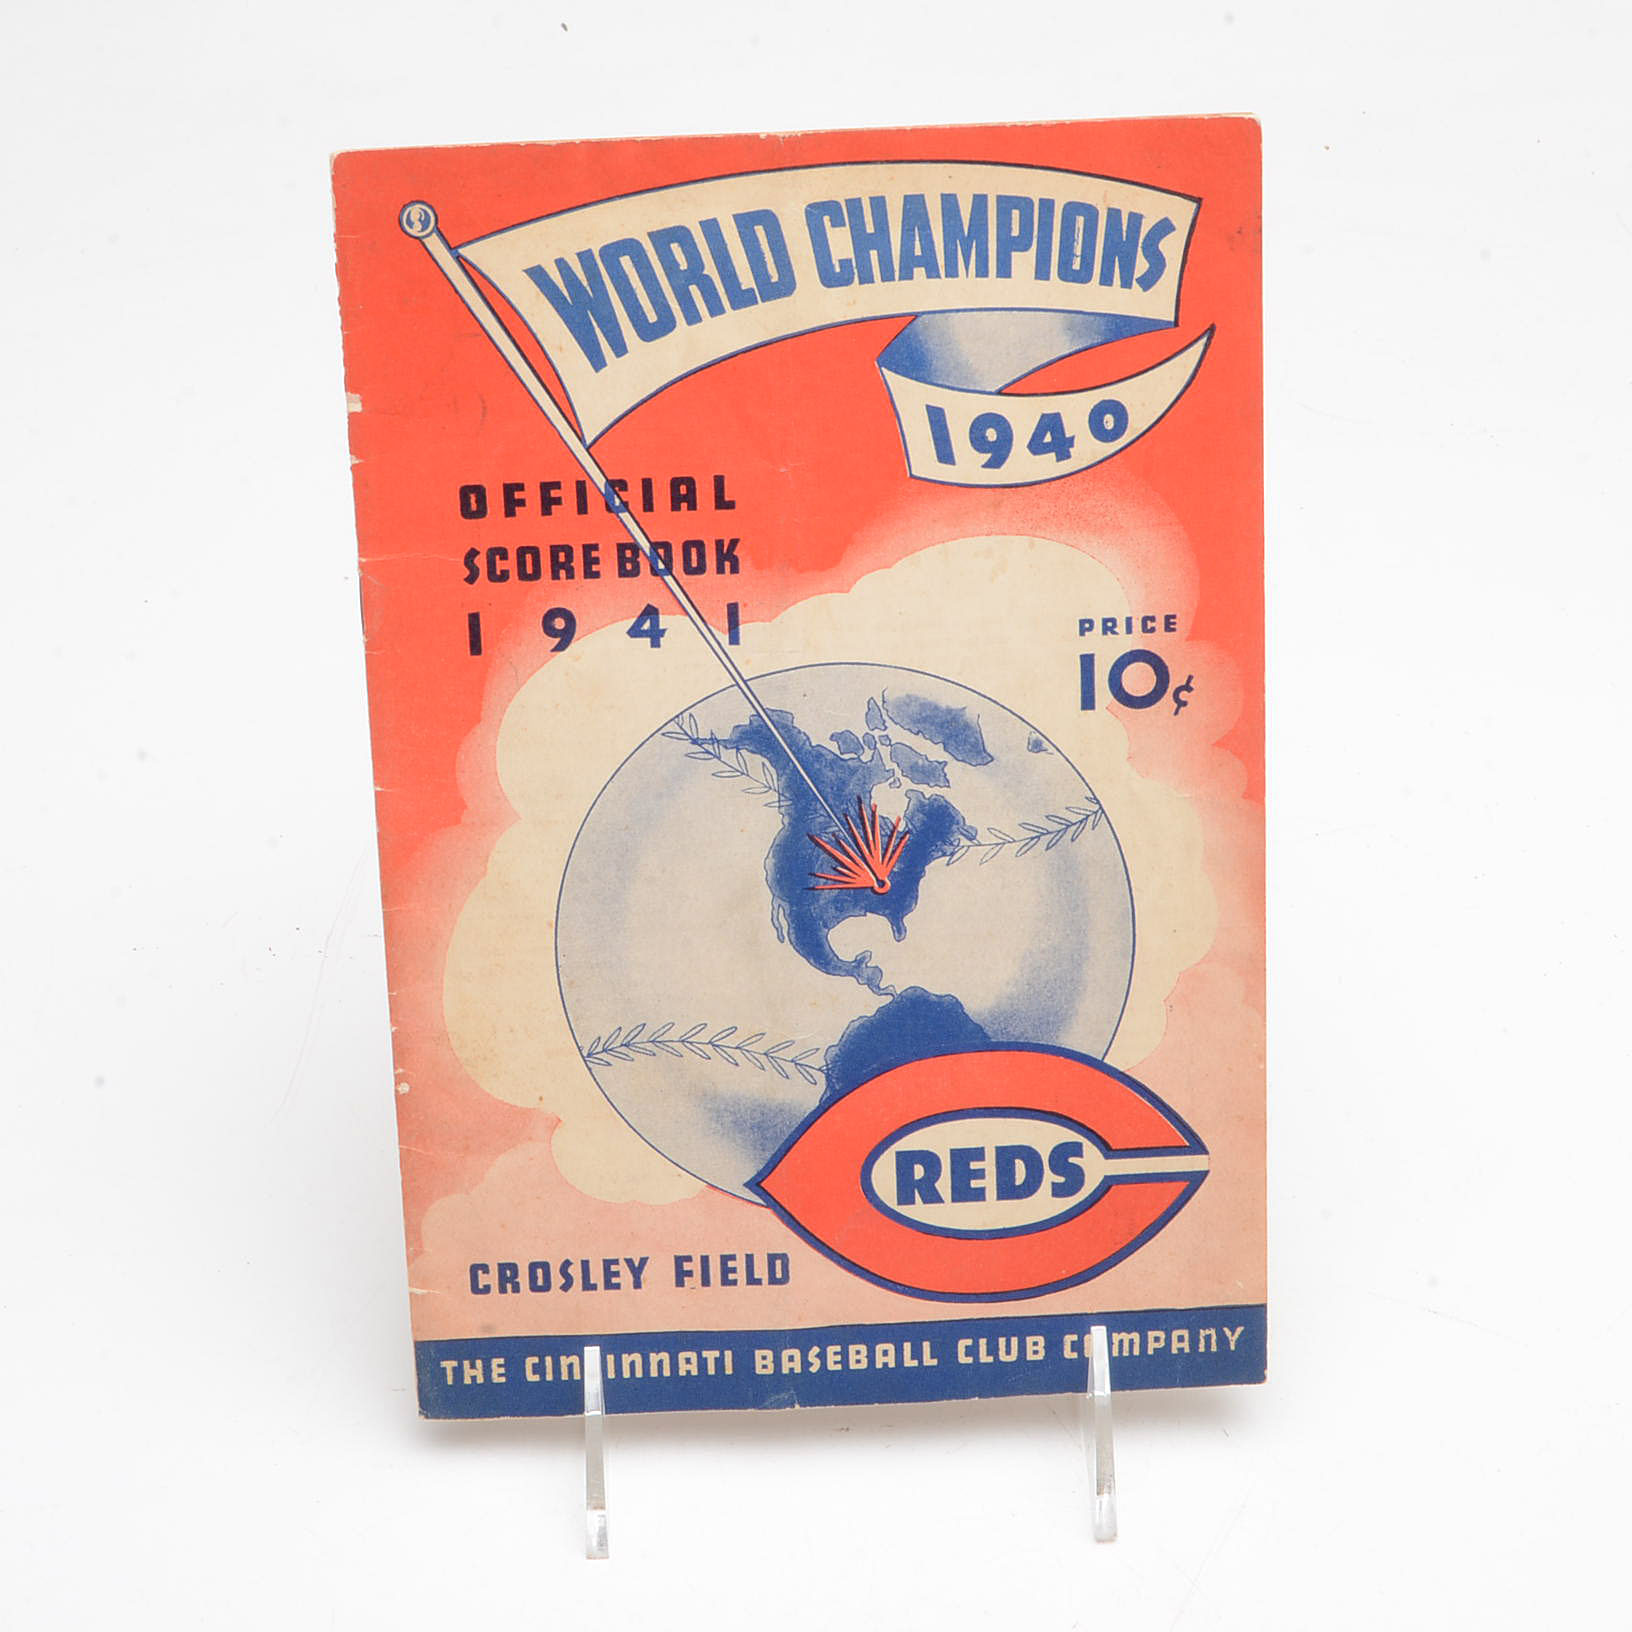 WORLD CHAMPIONS
1940
OFFICIAL
SCORE BOOK
1941
PRICE
10¢
REDS
CROSLEY FIELD
THE CINCINNATI BASEBALL CLUB COMPANY